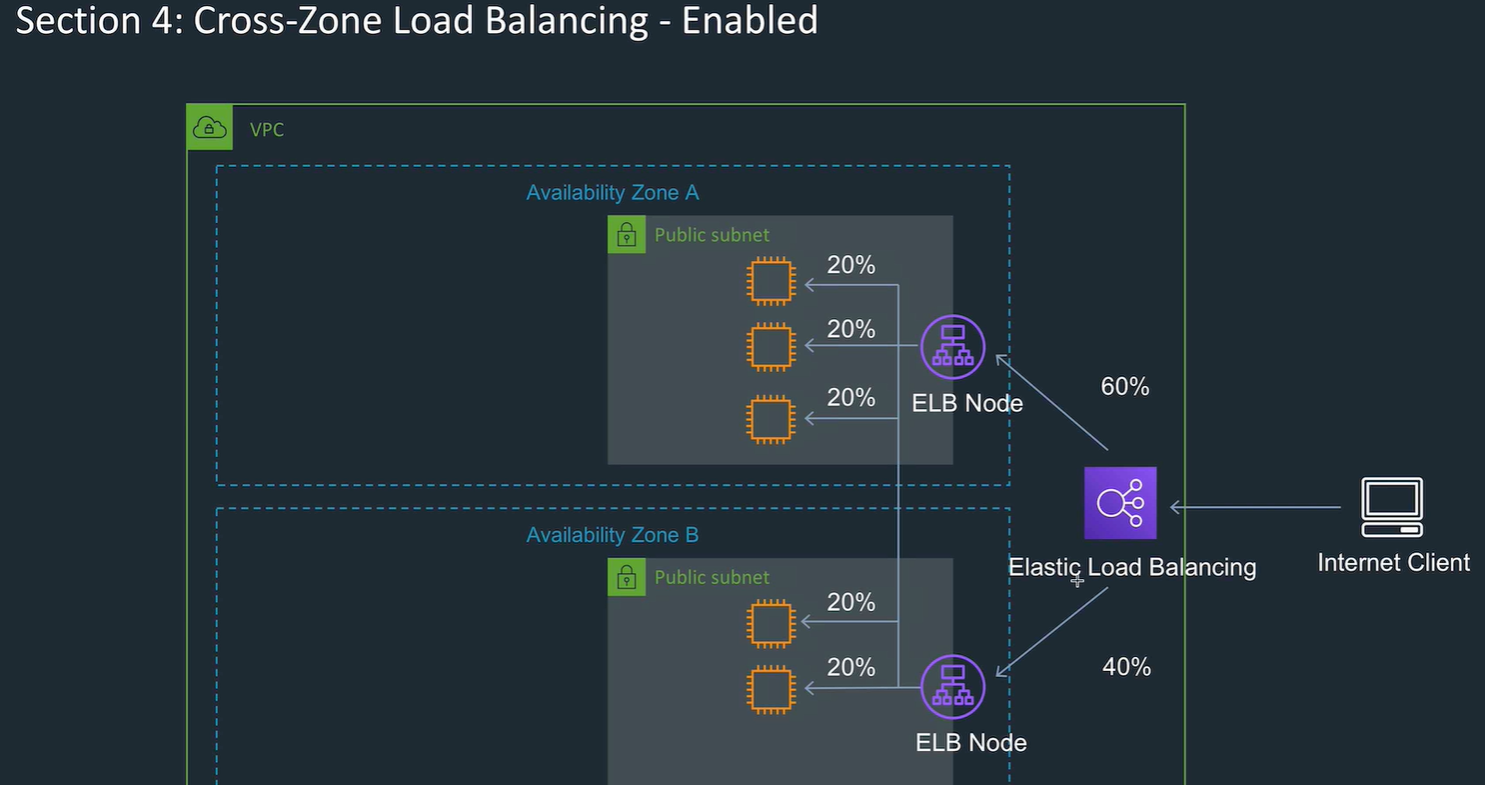 Section 4: Cross-Zone Load Balancing - Enabled
VPC
Availability Zone A
Public subnet
20%
20%
20%
ELB Node
60%
Availability Zone B
Elastic Load Balancing
Internet Client
Public subnet
20%
20%
40%
ELB Node